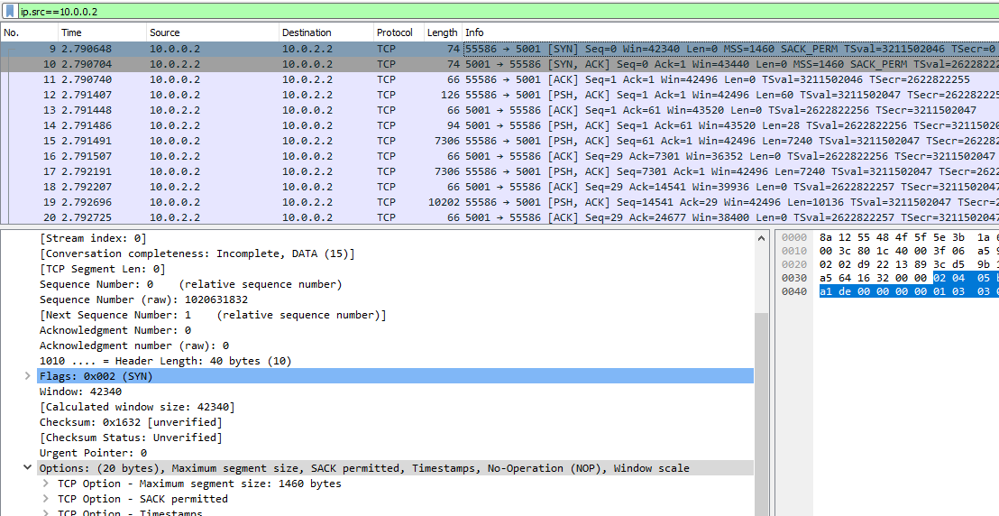 ip.src==10.0.0.2
No. Time Source Destination Protocol Length Info
9 2.790648 10.0.0.2 10.0.2.2 TCP 74 55586 → 5001 [SYN] Seq=0 Win=42340 Len=0 MSS=1460 SACK_PERM TSval=3211502046 TSecr=0
10 2.790704 10.0.2.2 10.0.0.2 TCP 74 5001 → 55586 [SYN, ACK] Seq=0 Ack=1 Win=43440 Len=0 MSS=1460 SACK_PERM TSval=2622822
11 2.790740 10.0.0.2 10.0.2.2 TCP 66 55586 → 5001 [ACK] Seq=1 Ack=1 Win=42496 Len=0 TSval=3211502046 TSecr=2622822255
12 2.791407 10.0.0.2 10.0.2.2 TCP 126 55586 → 5001 [PSH, ACK] Seq=1 Ack=1 Win=42496 Len=60 TSval=3211502047 TSecr=262282225
13 2.791448 10.0.2.2 10.0.0.2 TCP 66 5001 → 55586 [ACK] Seq=1 Ack=61 Win=43520 Len=0 TSval=2622822256 TSecr=3211502047
14 2.791486 10.0.2.2 10.0.0.2 TCP 94 5001 → 55586 [PSH, ACK] Seq=1 Ack=61 Win=43520 Len=28 TSval=2622822256 TSecr=32115020
15 2.791491 10.0.0.2 10.0.2.2 TCP 7306 55586 → 5001 [PSH, ACK] Seq=61 Ack=1 Win=42496 Len=7240 TSval=3211502047 TSecr=26228
16 2.791507 10.0.2.2 10.0.0.2 TCP 66 5001 → 55586 [ACK] Seq=29 Ack=7301 Win=36352 Len=0 TSval=2622822256 TSecr=3211502047
17 2.792191 10.0.0.2 10.0.2.2 TCP 7306 55586 → 5001 [PSH, ACK] Seq=7301 Ack=1 Win=42496 Len=7240 TSval=3211502047 TSecr=262
18 2.792207 10.0.2.2 10.0.0.2 TCP 66 5001 → 55586 [ACK] Seq=29 Ack=14541 Win=39936 Len=0 TSval=2622822257 TSecr=321150204
19 2.792696 10.0.0.2 10.0.2.2 TCP 10202 55586 → 5001 [PSH, ACK] Seq=14541 Ack=29 Win=42496 Len=10136 TSval=3211502047 TSecr=
20 2.792725 10.0.2.2 10.0.0.2 TCP 66 5001 → 55586 [ACK] Seq=29 Ack=24677 Win=38400 Len=0 TSval=2622822257 TSecr=321150204
[Stream index: 0]
[Conversation completeness: Incomplete, DATA (15)]
[TCP Segment Len: 0]
Sequence Number: 0 (relative sequence number)
Sequence Number (raw): 1020631832
[Next Sequence Number: 1 (relative sequence number)]
Acknowledgment Number: 0
Acknowledgment number (raw): 0
1010 .... = Header Length: 40 bytes (10)
Flags: 0x002 (SYN)
Window: 42340
[Calculated window size: 42340]
Checksum: 0x1632 [unverified]
[Checksum Status: Unverified]
Urgent Pointer: 0
Options: (20 bytes), Maximum segment size, SACK permitted, Timestamps, No-Operation (NOP), Window scale
TCP Option - Maximum segment size: 1460 bytes
TCP Option - SACK permitted
TCP Option - Timestamps
0000 8a 12 55 48 4f 5f 5e 3b 1a
0010 00 3c 80 1c 40 00 3f 06 a5
0020 02 02 d9 22 13 89 3c d5 9b
0030 a5 64 16 32 00 00 02 04 05
0040 a1 de 00 00 00 00 01 03 03